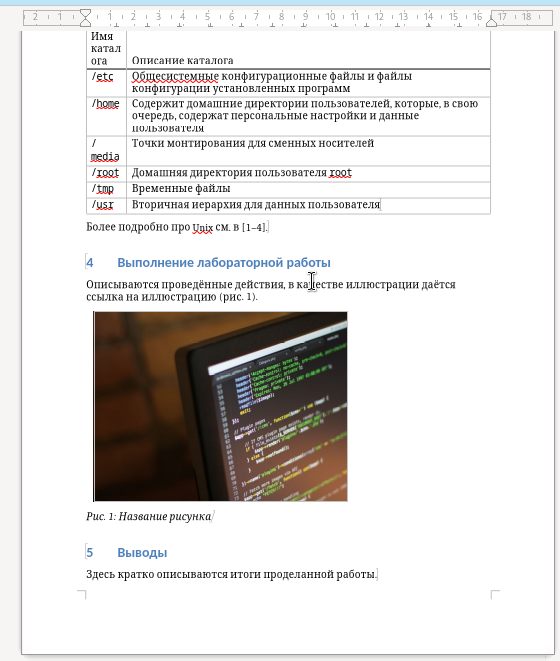 2 1 1 2 3 4 5 6 7 8 9 10 11 12 13 14 15 16 17 18
Имя
катал
ога
Описание каталога
/etc
Общесистемные конфигурационные файлы и файлы
конфигурации установленных программ
/home
Содержит домашние директории пользователей, которые, в свою
очередь, содержат персональные настройки и данные
пользователя
/
media
Точки монтирования для сменных носителей
/root
Домашняя директория пользователя root
/tmp
Временные файлы
/usr
Вторичная иерархия для данных пользователя
Более подробно про Unix см. в [1–4].
4 Выполнение лабораторной работы
Описываются проведённые действия, в качестве иллюстрации даётся
ссылка на иллюстрацию (рис. 1).
Рис. 1: Название рисунка
5 Выводы
Здесь кратко описываются итоги проделанной работы.